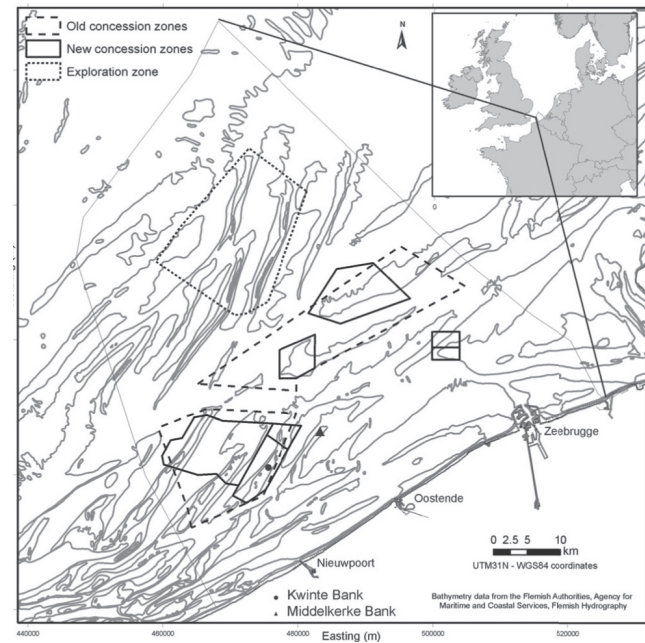 Old concession zones
New concession zones
Exploration zone
N
Zeebrugge
Oostende
Nieuwpoort
0 2.5 5 10
km
UTM31N - WGS84 coordinates
Kwinte Bank
Middelkerke Bank
Bathymetry data from the Flemish Authorities, Agency for
Maritime and Coastal Services, Flemish Hydrography
440000 460000 480000 500000 520000
Easting (m)